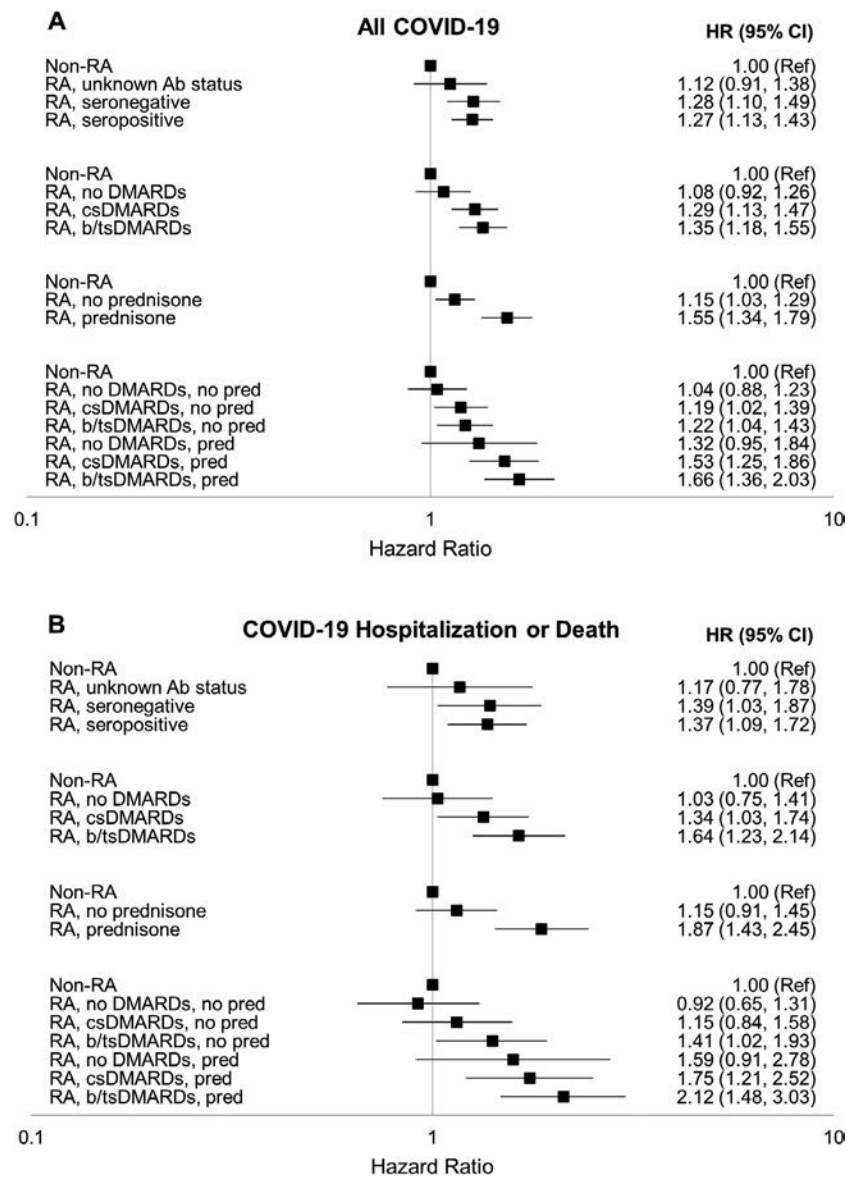 A
All COVID-19
HR (95% CI)
Non-RA 1.00 (Ref)
RA, unknown Ab status 1.12 (0.91, 1.38)
RA, seronegative 1.28 (1.10, 1.49)
RA, seropositive 1.27 (1.13, 1.43)
Non-RA 1.00 (Ref)
RA, no DMARDs 1.08 (0.92, 1.26)
RA, csDMARDs 1.29 (1.13, 1.47)
RA, b/tsDMARDs 1.35 (1.18, 1.55)
Non-RA 1.00 (Ref)
RA, no prednisone 1.15 (1.03, 1.29)
RA, prednisone 1.55 (1.34, 1.79)
Non-RA 1.00 (Ref)
RA, no DMARDs, no pred 1.04 (0.88, 1.23)
RA, csDMARDs, no pred 1.19 (1.02, 1.39)
RA, b/tsDMARDs, no pred 1.22 (1.04, 1.43)
RA, no DMARDs, pred 1.32 (0.95, 1.84)
RA, csDMARDs, pred 1.53 (1.25, 1.86)
RA, b/tsDMARDs, pred 1.66 (1.36, 2.03)
0.1 1 10
Hazard Ratio
B
COVID-19 Hospitalization or Death
HR (95% CI)
Non-RA 1.00 (Ref)
RA, unknown Ab status 1.17 (0.77, 1.78)
RA, seronegative 1.39 (1.03, 1.87)
RA, seropositive 1.37 (1.09, 1.72)
Non-RA 1.00 (Ref)
RA, no DMARDs 1.03 (0.75, 1.41)
RA, csDMARDs 1.34 (1.03, 1.74)
RA, b/tsDMARDs 1.64 (1.23, 2.14)
Non-RA 1.00 (Ref)
RA, no prednisone 1.15 (0.91, 1.45)
RA, prednisone 1.87 (1.43, 2.45)
Non-RA 1.00 (Ref)
RA, no DMARDs, no pred 0.92 (0.65, 1.31)
RA, csDMARDs, no pred 1.15 (0.84, 1.58)
RA, b/tsDMARDs, no pred 1.41 (1.02, 1.93)
RA, no DMARDs, pred 1.59 (0.91, 2.78)
RA, csDMARDs, pred 1.75 (1.21, 2.52)
RA, b/tsDMARDs, pred 2.12 (1.48, 3.03)
0.1 1 10
Hazard Ratio